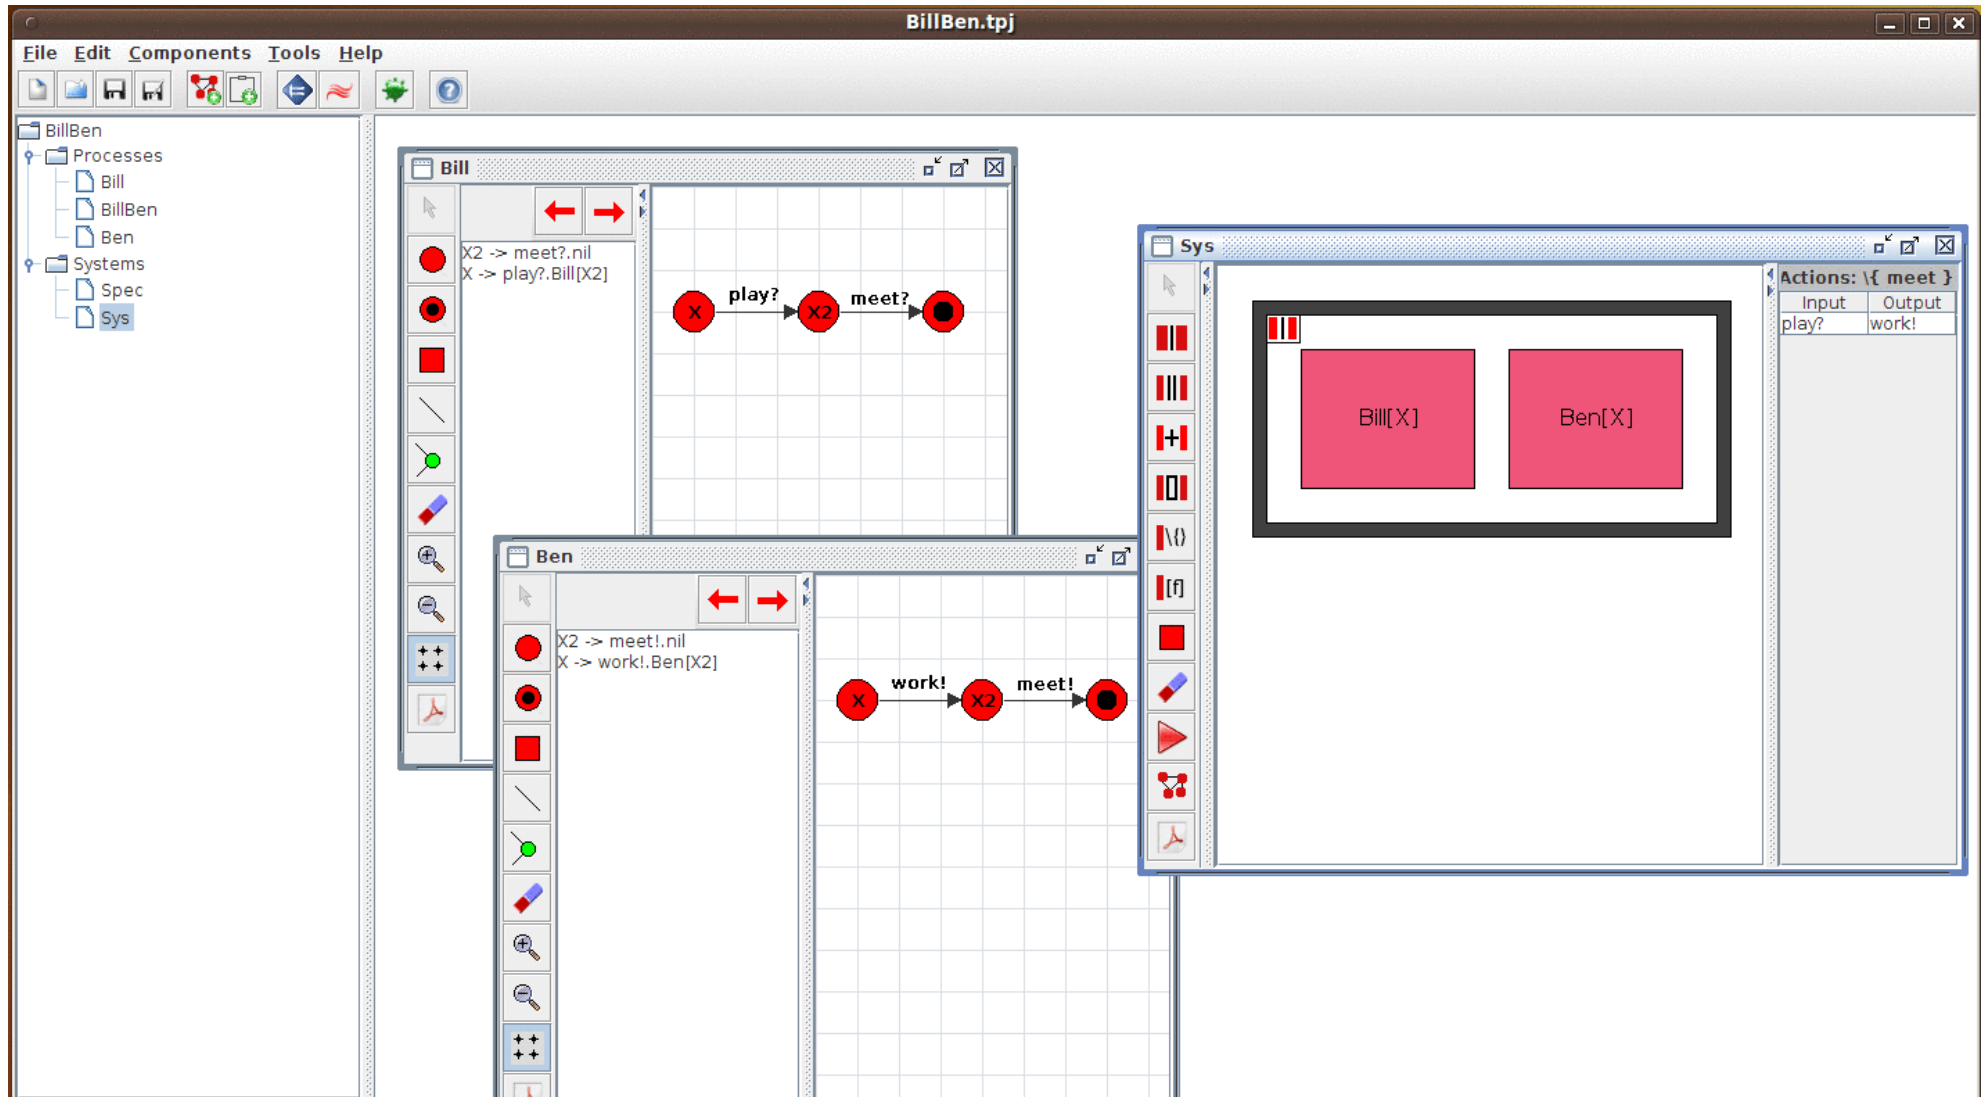 BillBen.tpj
File Edit Components Tools Help
BillBen
Processes
Bill
BillBen
Ben
Systems
Spec
Sys
Bill
X2 -> meet?.nil
X -> play?.Bill[X2]
X play? X2 meet?
Ben
X2 -> meet!.nil
X -> work!.Ben[X2]
X work! X2 meet!
Sys
\{}
[f]
Bill[X] Ben[X]
Actions: \{ meet }
Input Output
play? work!